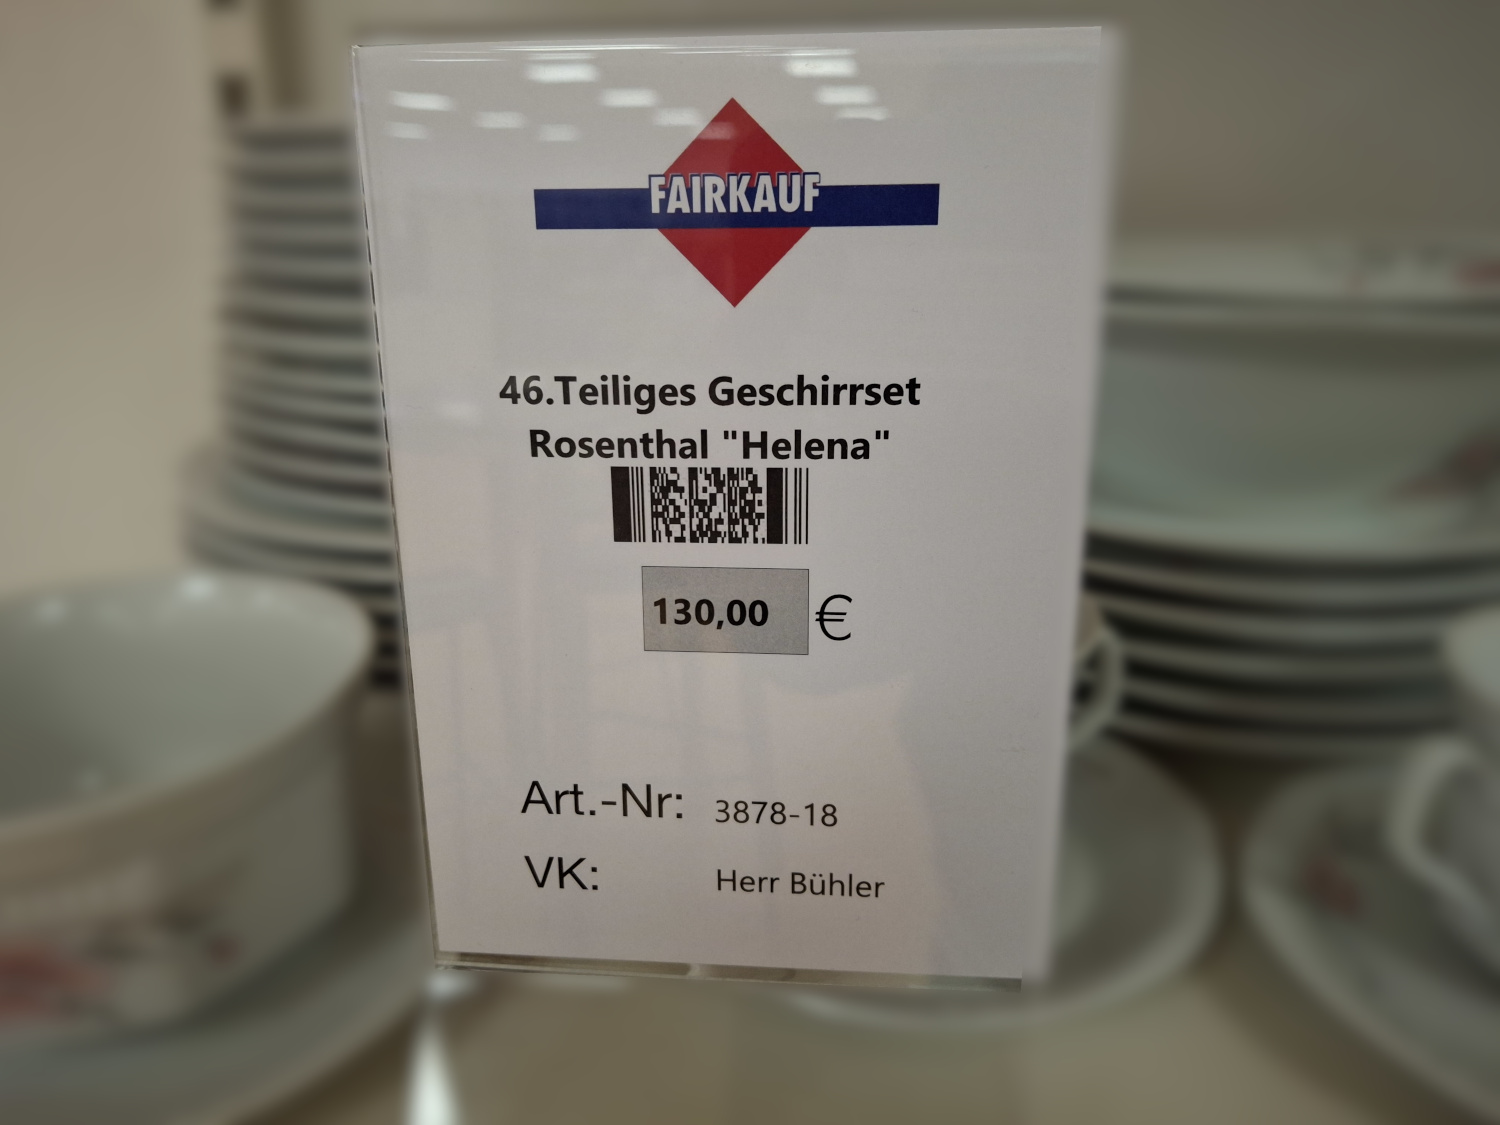 FAIRKAUF
46.Teiliges Geschirrset
Rosenthal "Helena"
130,00 €
Art.-Nr: 3878-18
VK: Herr Bühler